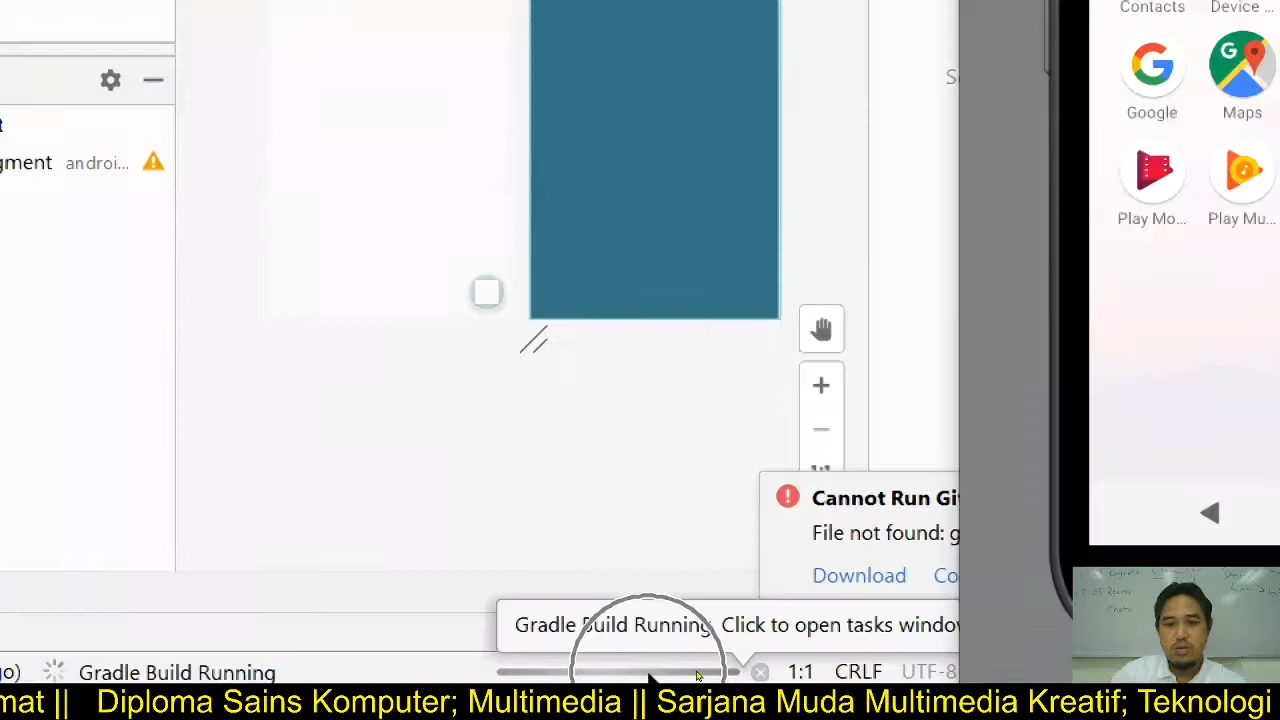 Contacts
Device ...
Google
Maps
gment androi...
Play Mo...
Play Mu...
Cannot Run Gi
File not found: g
Download Co
Gradle Build Running. Click to open tasks windo
go) Gradle Build Running
1:1 CRLF UTF-8
mat || Diploma Sains Komputer; Multimedia || Sarjana Muda Multimedia Kreatif; Teknologi